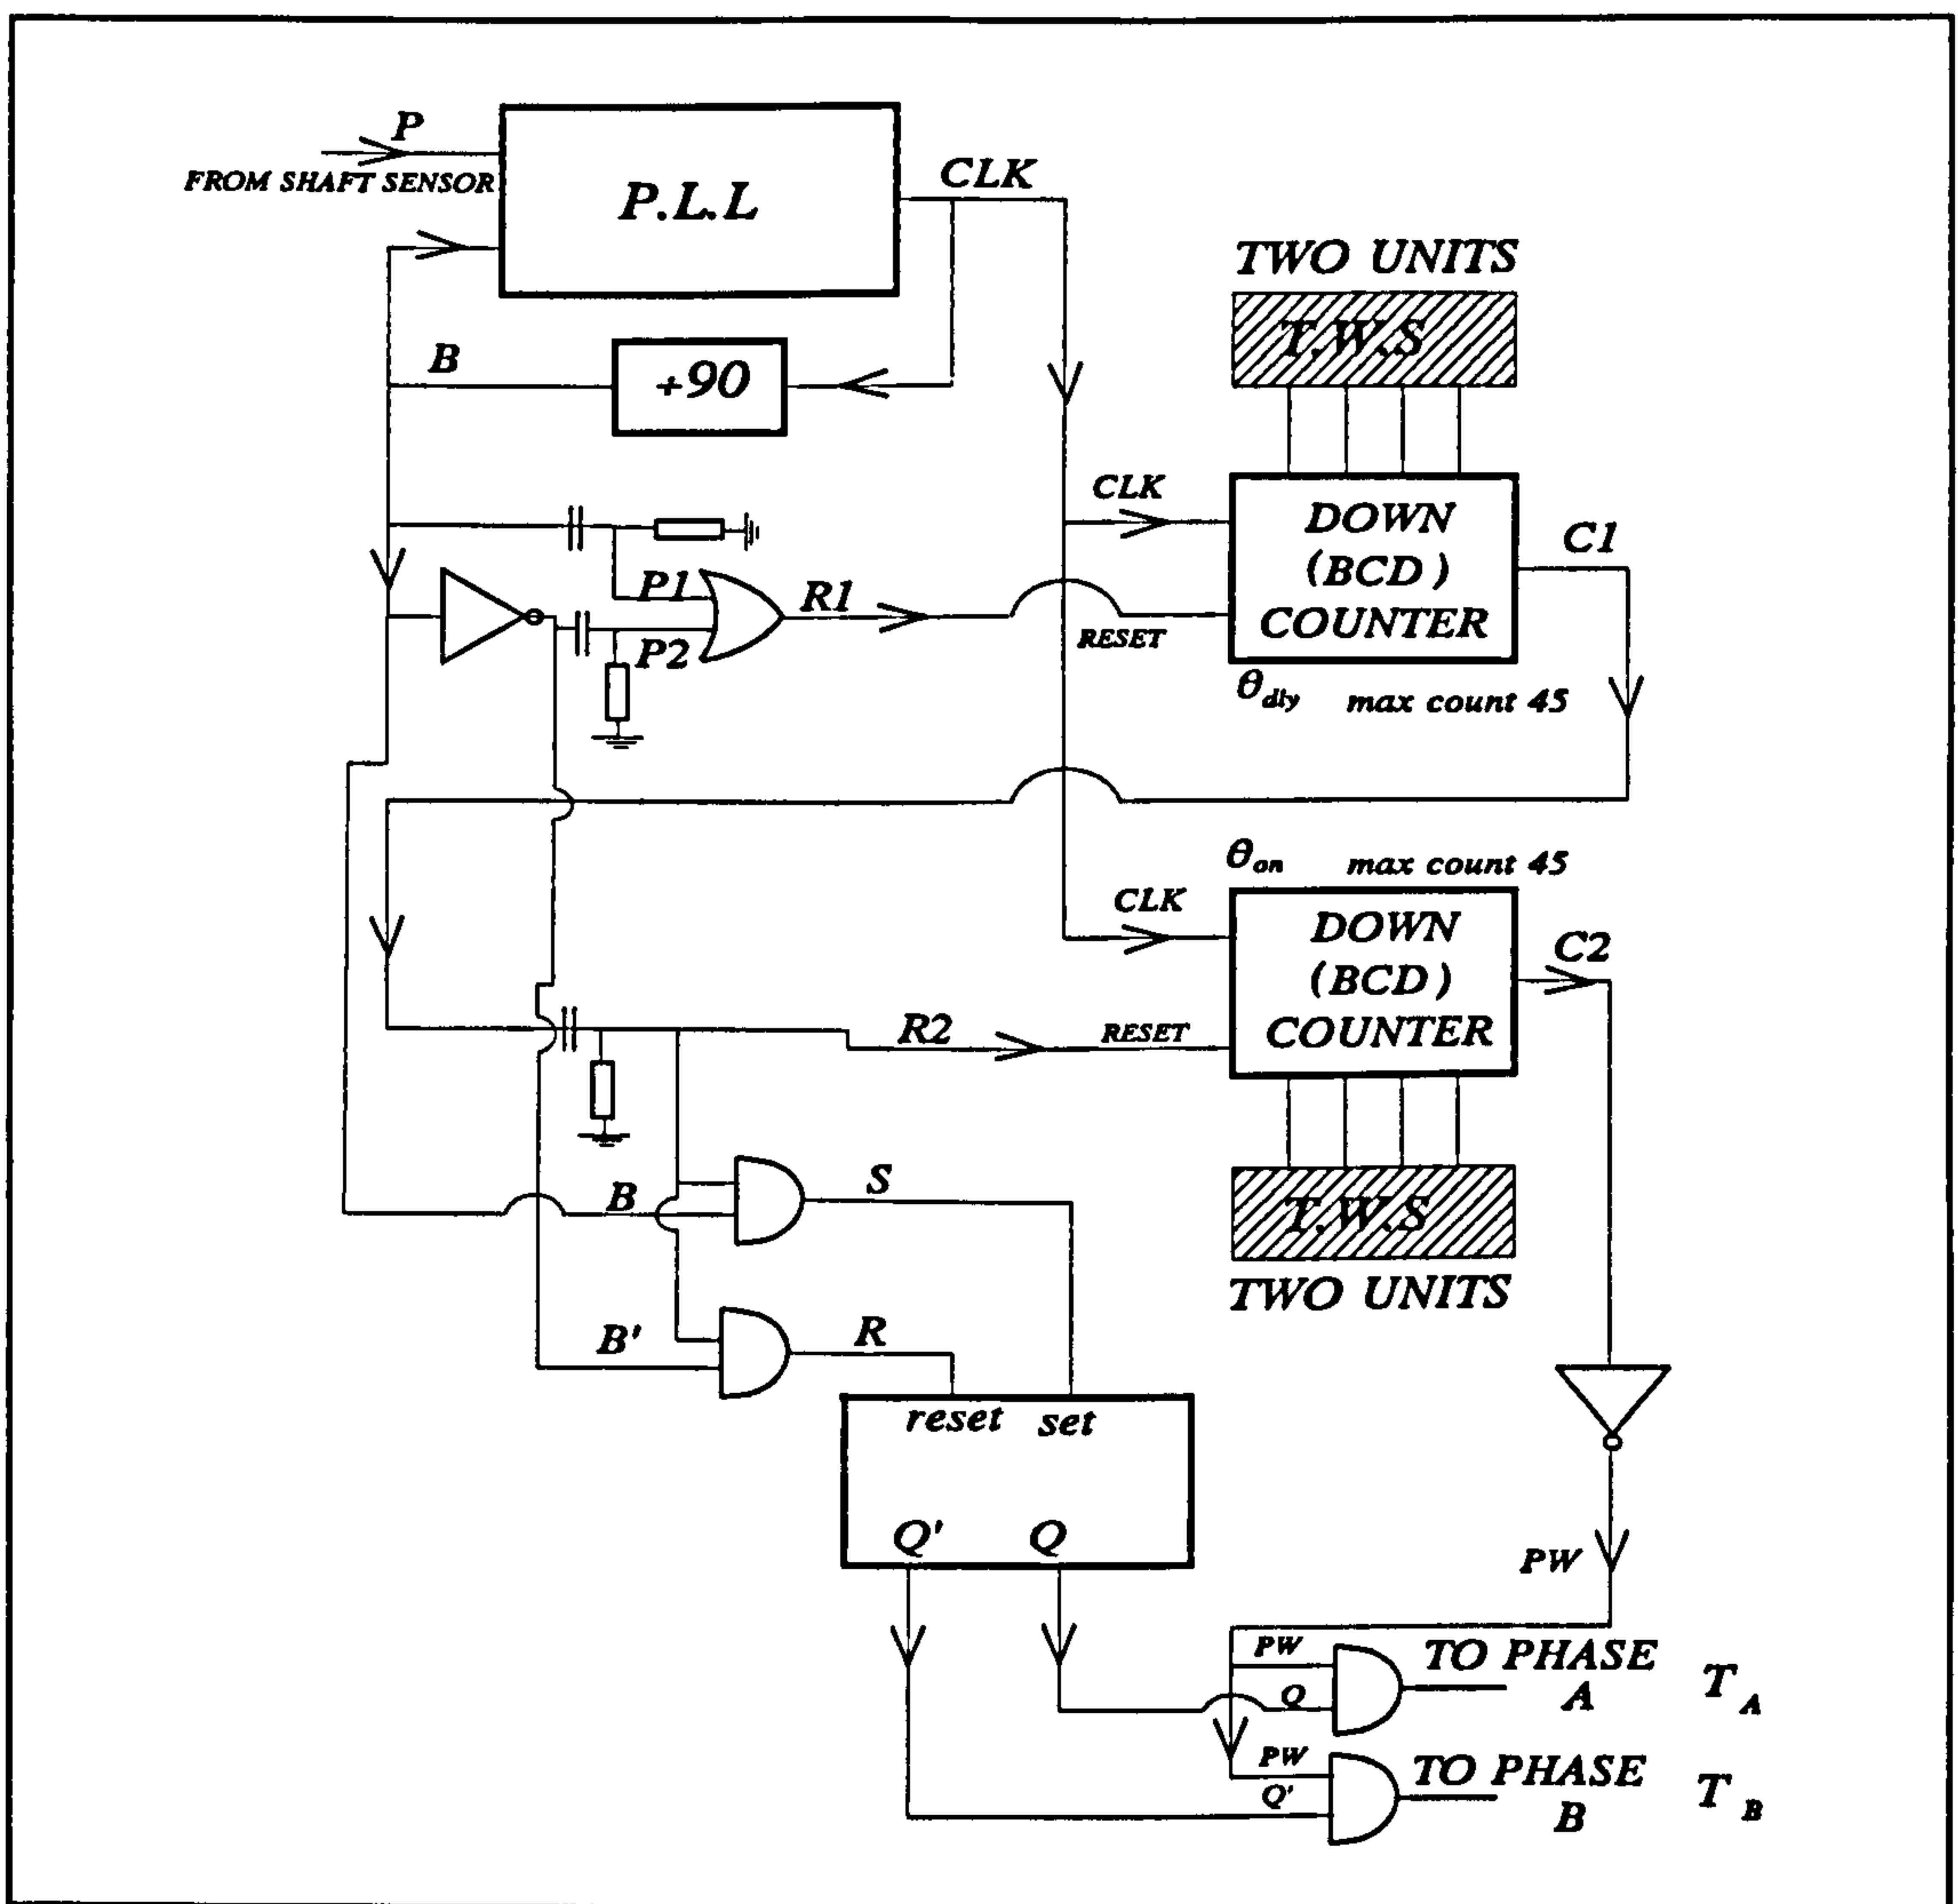 P
FROM SHAFT SENSOR
P.L.L
CLK
TWO UNITS
T.W.S
B
+90
CLK
DOWN
(BCD)
COUNTER
C1
P1
R1
P2
RESET
θdly max count 45
θon max count 45
CLK
DOWN
(BCD)
COUNTER
C2
R2
RESET
B
S
T.W.S
TWO UNITS
B'
R
reset set
Q' Q
PW
PW
Q
TO PHASE
A
TA
PW
Q'
TO PHASE
B
TB